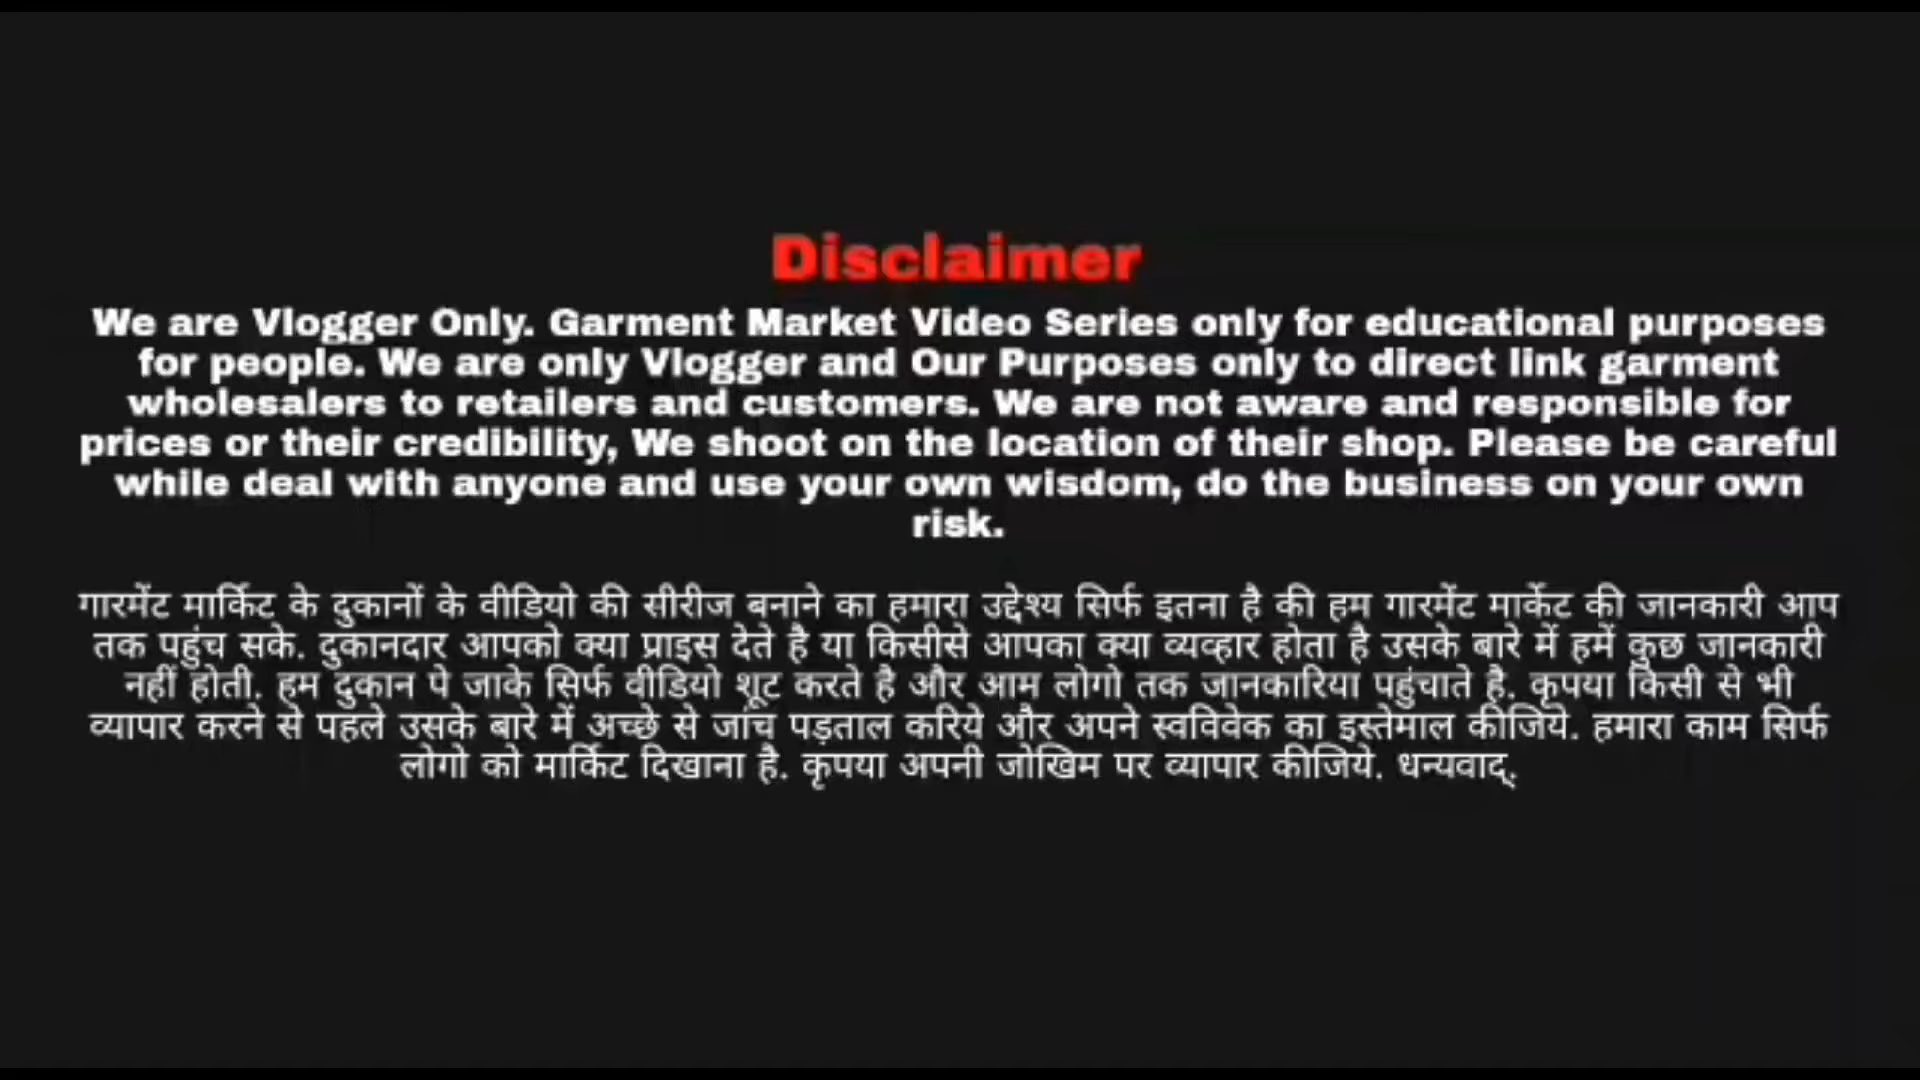 Disclaimer
We are Vlogger Only. Garment Market Video Series only for educational purposes
for people. We are only Vlogger and Our Purposes only to direct link garment
wholesalers to retailers and customers. We are not aware and responsible for
prices or their credibility, We shoot on the location of their shop. Please be careful
while deal with anyone and use your own wisdom, do the business on your own
risk.
गारमेंट मार्किट के दुकानों के वीडियो की सीरीज बनाने का हमारा उद्देश्य सिर्फ इतना है की हम गारमेंट मार्केट की जानकारी आप
तक पहुंच सके. दुकानदार आपको क्या प्राइस देते है या किसीसे आपका क्या व्यव्हार होता है उसके बारे में हमें कुछ जानकारी
नहीं होती. हम दुकान पे जाके सिर्फ वीडियो शूट करते है और आम लोगो तक जानकारिया पहुंचाते है. कृपया किसी से भी
व्यापार करने से पहले उसके बारे में अच्छे से जांच पड़ताल करिये और अपने स्वविवेक का इस्तेमाल कीजिये. हमारा काम सिर्फ
लोगो को मार्किट दिखाना है. कृपया अपनी जोखिम पर व्यापार कीजिये. धन्यवाद्.